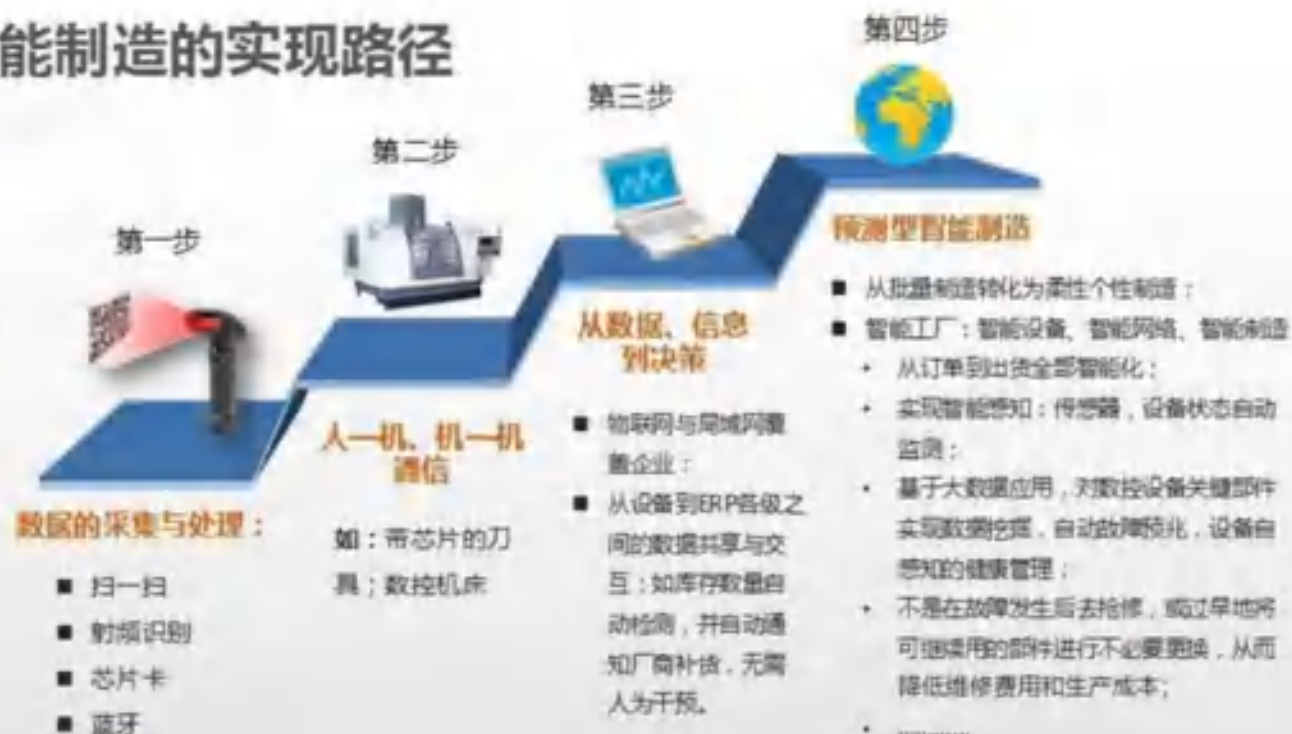 能制造的实现路径
第一步
数据的采集与处理：
■ 扫一扫
■ 射频识别
■ 芯片卡
■ 蓝牙
第二步
人—机、机—机
通信
如：带芯片的刀
具；数控机床
第三步
从数据、信息
到决策
■ 物联网与局域网覆
盖企业；
■ 从设备到ERP各级之
间的数据共享与交
互：如库存数量自
动检测，并自动通
知厂商补货，无需
人为干预。
第四步
预测型智能制造
■ 从批量制造转化为柔性个性制造；
■ 智能工厂：智能设备、智能网络、智能制造
• 从订单到出货全部智能化；
• 实现智能感知：传感器，设备状态自动
监测；
• 基于大数据应用，对数控设备关键部件
实现数据挖掘，自动故障预兆，设备自
感知的健康管理；
• 不是在故障发生后去抢修，或过早地将
可继续用的部件进行不必要更换，从而
降低维修费用和生产成本；